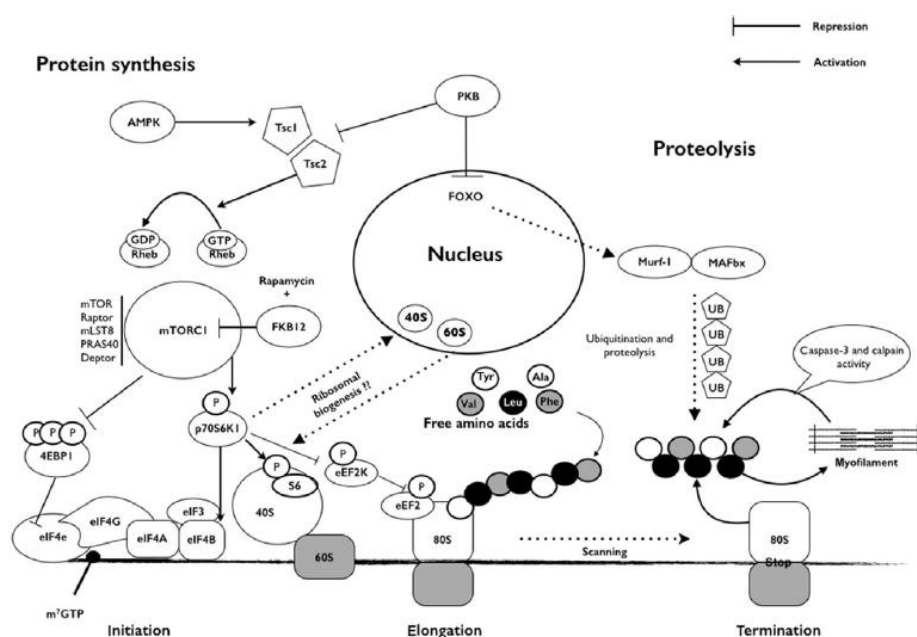 Repression
Activation
Protein synthesis
PKB
AMPK
Tsc1
Tsc2
Proteolysis
FOXO
GDP
Rheb
GTP
Rheb
Nucleus
Murf-1
MAFbx
Rapamycin
+
FKB12
mTOR
Raptor
mLST8
PRAS40
Deptor
mTORC1
40S
60S
UB
UB
UB
UB
Ubiquitination and
proteolysis
Caspase-3 and calpain
activity
Ribosomal
biogenesis ??
Tyr
Ala
Val
Leu
Phe
Free amino acids
P
p70S6K1
P P P
4EBP1
P
S6
40S
P
eEF2K
P
eEF2
Myofilament
eIF4e
eIF4G
eIF3
eIF4A
eIF4B
60S
80S
Scanning
80S
Stop
m⁷GTP
Initiation
Elongation
Termination